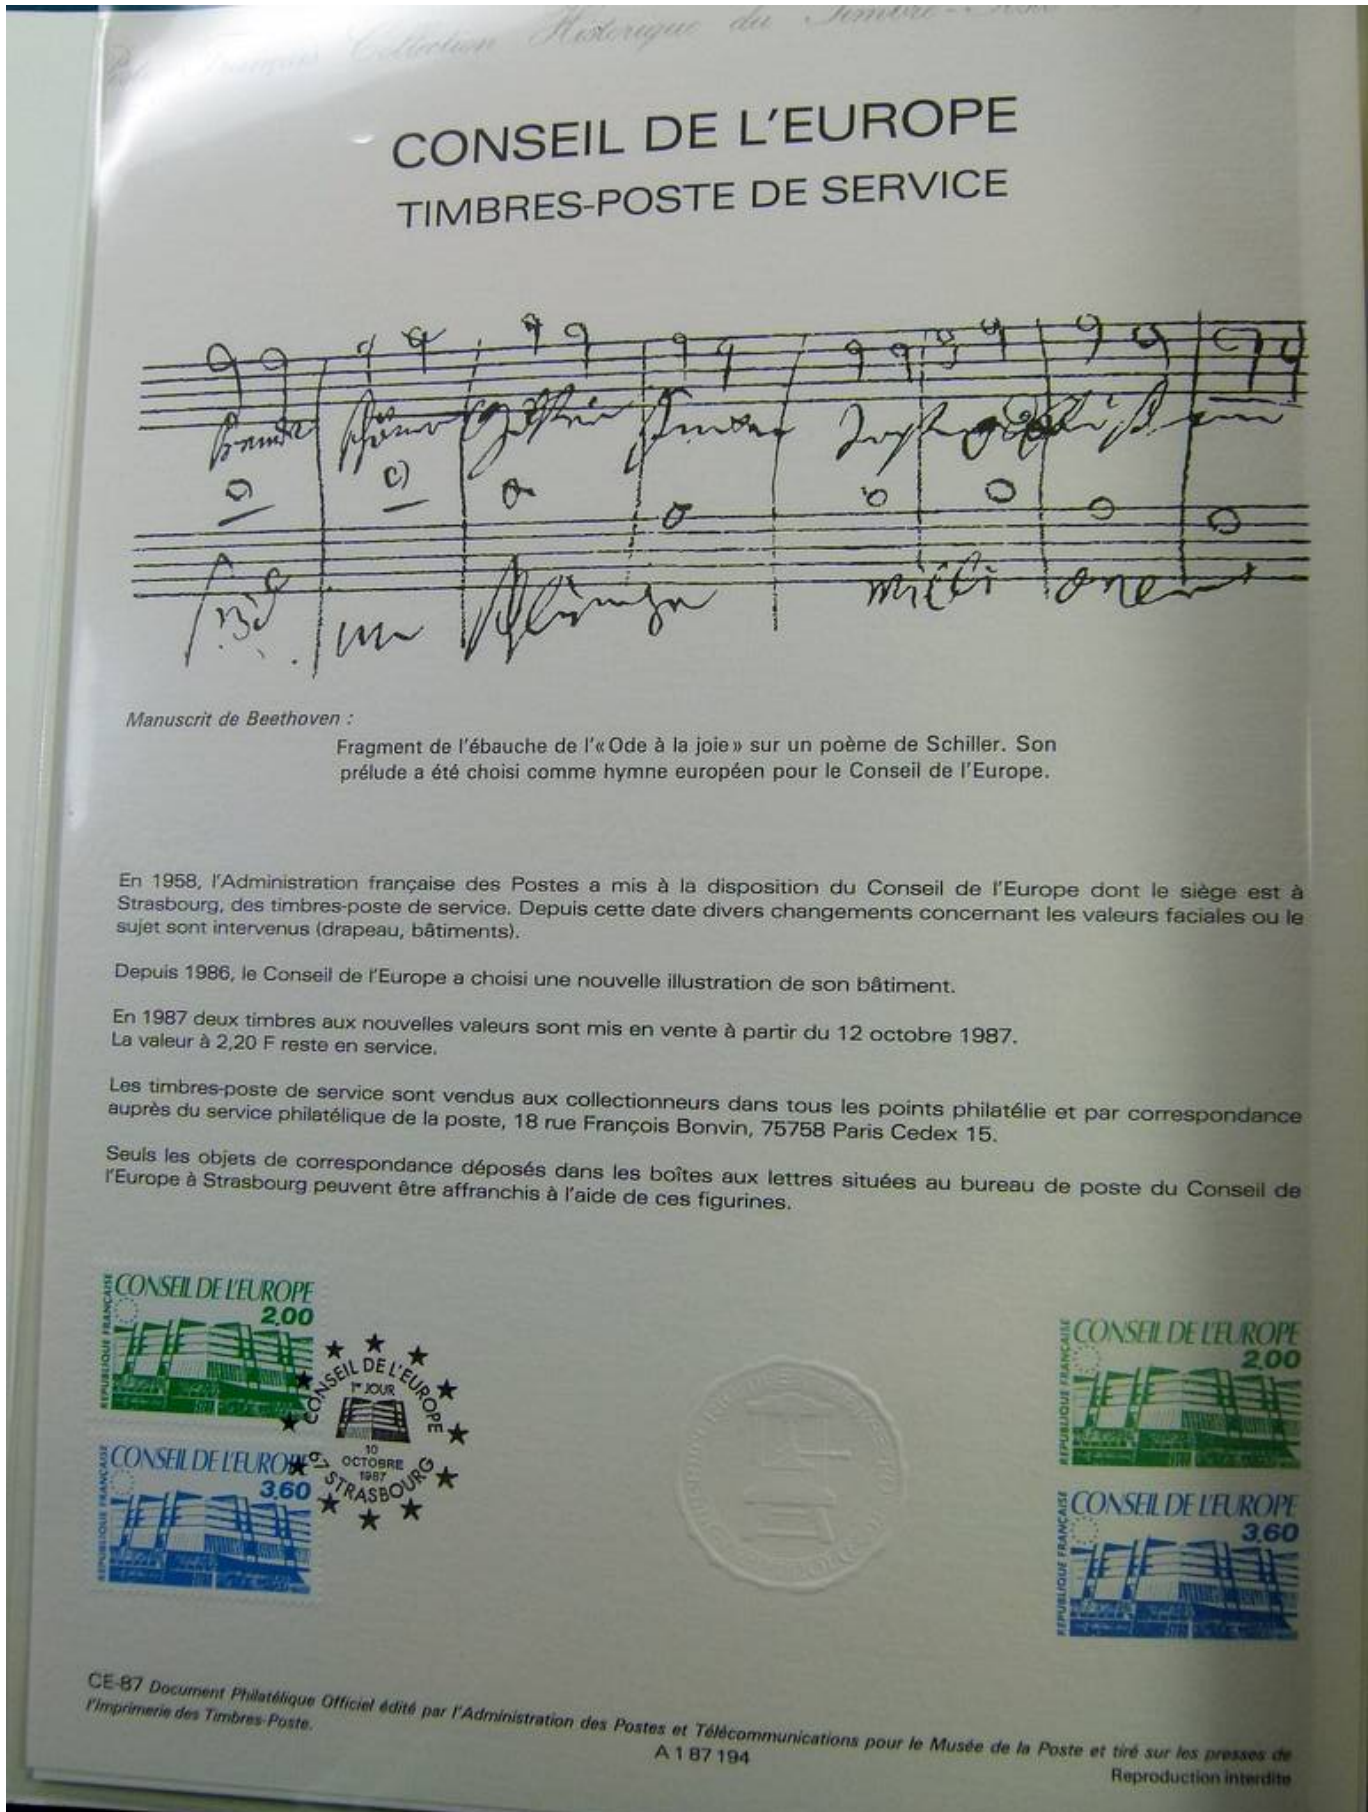 Collection Historique du Timbre-Poste
CONSEIL DE L'EUROPE
TIMBRES-POSTE DE SERVICE
milli onen
Manuscrit de Beethoven :
Fragment de l'ébauche de l'«Ode à la joie» sur un poème de Schiller. Son
prélude a été choisi comme hymne européen pour le Conseil de l'Europe.
En 1958, l'Administration française des Postes a mis à la disposition du Conseil de l'Europe dont le siège est à
Strasbourg, des timbres-poste de service. Depuis cette date divers changements concernant les valeurs faciales ou le
sujet sont intervenus (drapeau, bâtiments).
Depuis 1986, le Conseil de l'Europe a choisi une nouvelle illustration de son bâtiment.
En 1987 deux timbres aux nouvelles valeurs sont mis en vente à partir du 12 octobre 1987.
La valeur à 2,20 F reste en service.
Les timbres-poste de service sont vendus aux collectionneurs dans tous les points philatélie et par correspondance
auprès du service philatélique de la poste, 18 rue François Bonvin, 75758 Paris Cedex 15.
Seuls les objets de correspondance déposés dans les boîtes aux lettres situées au bureau de poste du Conseil de
l'Europe à Strasbourg peuvent être affranchis à l'aide de ces figurines.
CONSEIL DE L'EUROPE
2,00
REPUBLIQUE FRANÇAISE
CONSEIL DE L'EUROPE
3,60
REPUBLIQUE FRANÇAISE
CONSEIL DE L'EUROPE
1er JOUR
10
OCTOBRE
1987
67 STRASBOURG
CONSEIL DE L'EUROPE
2,00
REPUBLIQUE FRANÇAISE
CONSEIL DE L'EUROPE
3,60
REPUBLIQUE FRANÇAISE
CE-87 Document Philatélique Officiel édité par l'Administration des Postes et Télécommunications pour le Musée de la Poste et tiré sur les presses de
l'Imprimerie des Timbres-Poste.
A 1 87 194
Reproduction interdite